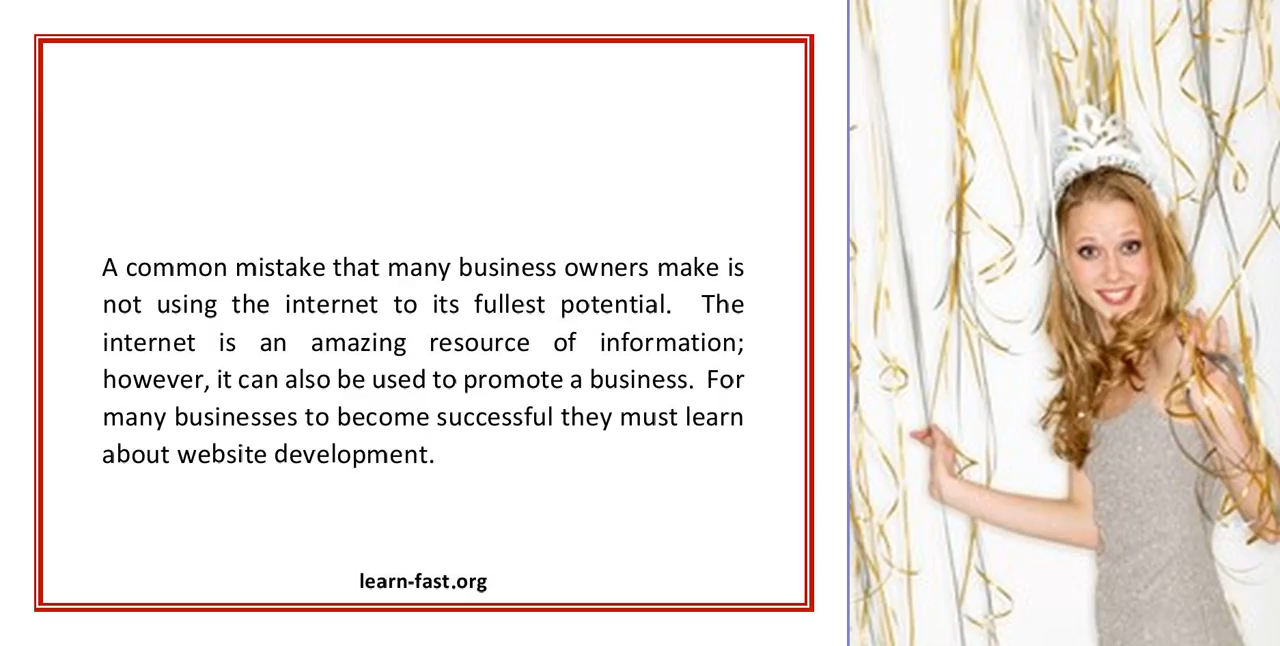 A common mistake that many business owners make is
not using the internet to its fullest potential.  The
internet is an amazing resource of information;
however, it can also be used to promote a business.  For
many businesses to become successful they must learn
about website development.
learn-fast.org